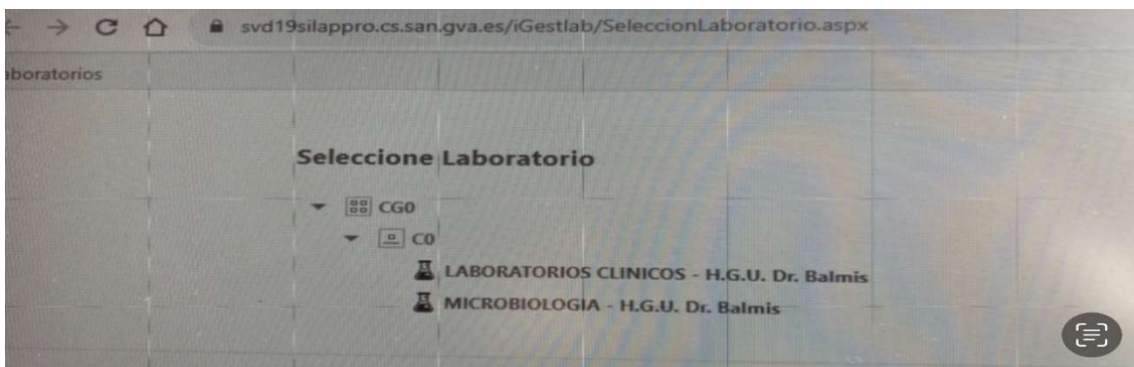 svd19silappro.cs.san.gva.es/iGestlab/SeleccionLaboratorio.aspx
aboratorios
Seleccione Laboratorio
CG0
C0
LABORATORIOS CLINICOS - H.G.U. Dr. Balmis
MICROBIOLOGIA - H.G.U. Dr. Balmis